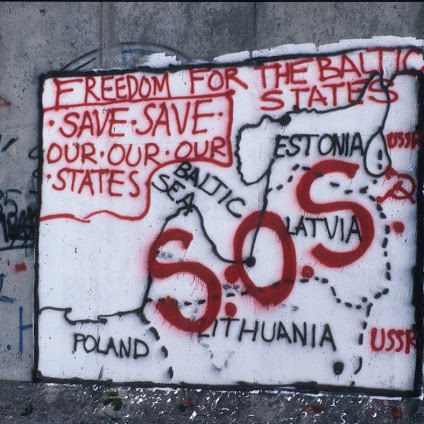 FREEDOM FOR THE BALTIC
STATES
·SAVE·SAVE·
OUR·OUR·OUR
·STATES
BALTIC
SEA
ESTONIA
USSR
LATVIA
S.O.S.
LITHUANIA
POLAND
USSR